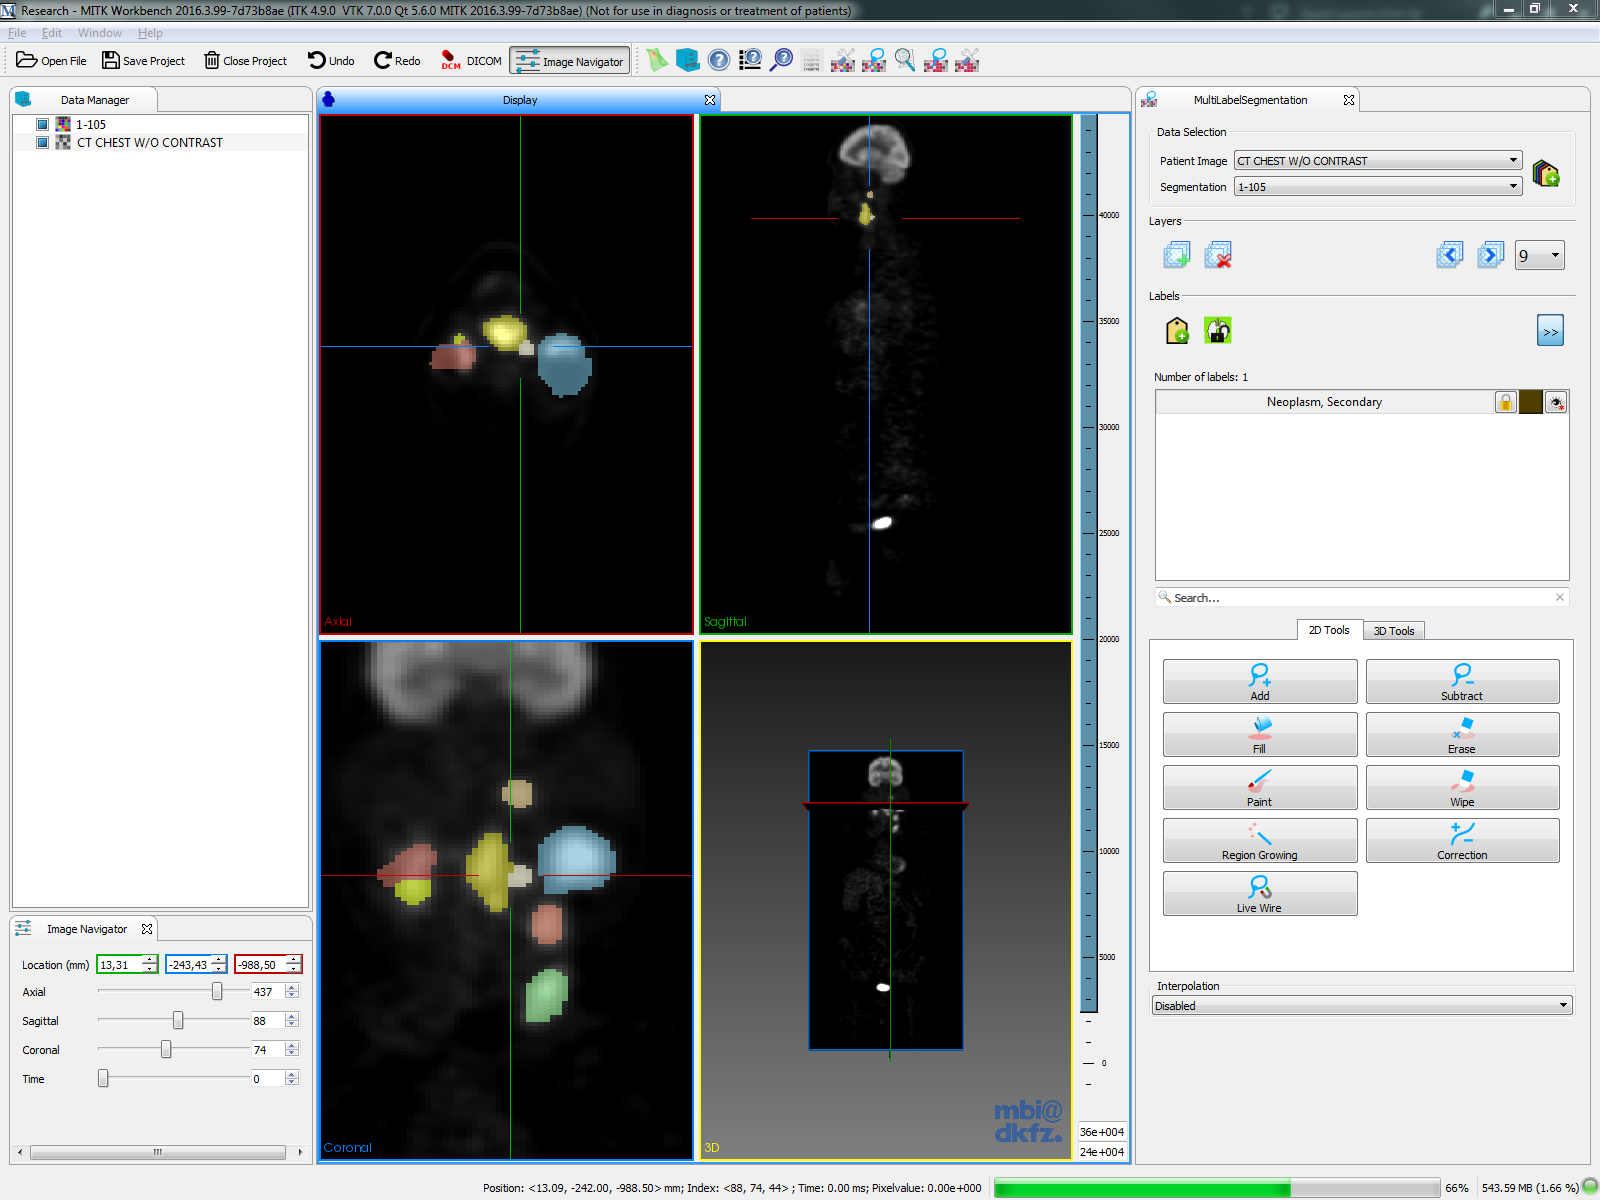 Research - MITK Workbench 2016.3.99-7d73b8ae (ITK 4.9.0  VTK 7.0.0 Qt 5.6.0 MITK 2016.3.99-7d73b8ae) (Not for use in diagnosis or treatment of patients)
File Edit Window Help
Open File Save Project Close Project Undo Redo DCM DICOM Image Navigator
Data Manager
1-105
CT CHEST W/O CONTRAST
Display
Axial
Sagittal
Coronal
3D
mbi@
dkfz.
40000
35000
30000
25000
20000
15000
10000
5000
0
36e+004
24e+004
MultiLabelSegmentation
Data Selection
Patient Image CT CHEST W/O CONTRAST
Segmentation 1-105
Layers
9
Labels
>>
Number of labels: 1
Neoplasm, Secondary
Search...
2D Tools 3D Tools
Add Subtract
Fill Erase
Paint Wipe
Region Growing Correction
Live Wire
Interpolation
Disabled
Image Navigator
Location (mm) 13,31 -243,43 -988,50
Axial 437
Sagittal 88
Coronal 74
Time 0
Position: <13.09, -242.00, -988.50> mm; Index: <88, 74, 44> ; Time: 0.00 ms; Pixelvalue: 0.00e+000 66% 543.59 MB (1.66 %)